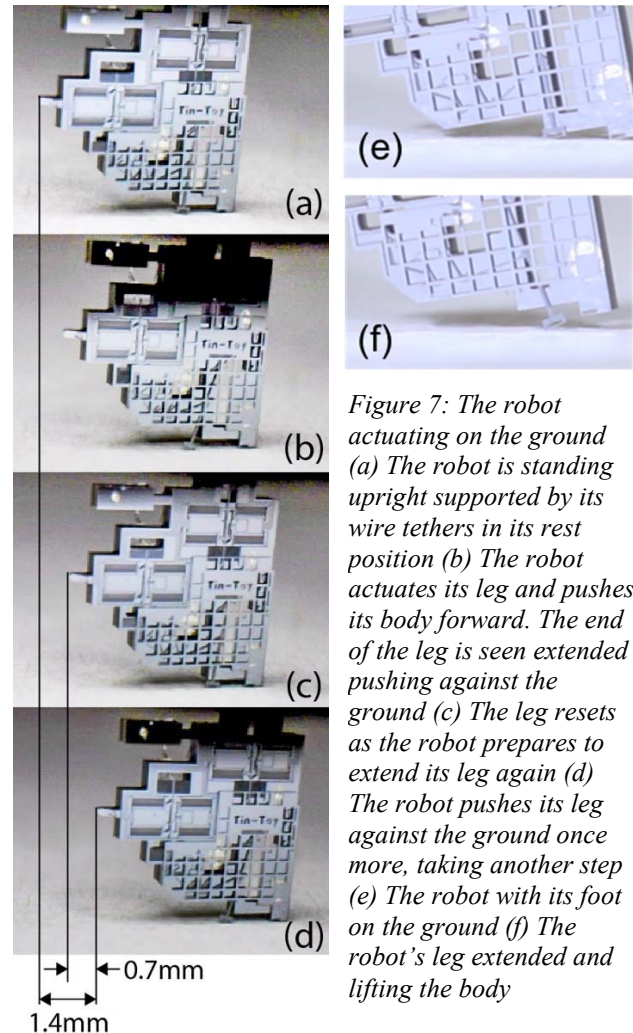 Tin-Toy
(a)
Tin-Toy
(b)
Tin-Toy
(c)
Tin-Toy
(d)
0.7mm
1.4mm
(e)
(f)
Figure 7: The robot
actuating on the ground
(a) The robot is standing
upright supported by its
wire tethers in its rest
position (b) The robot
actuates its leg and pushes
its body forward. The end
of the leg is seen extended
pushing against the
ground (c) The leg resets
as the robot prepares to
extend its leg again (d)
The robot pushes its leg
against the ground once
more, taking another step
(e) The robot with its foot
on the ground (f) The
robot's leg extended and
lifting the body